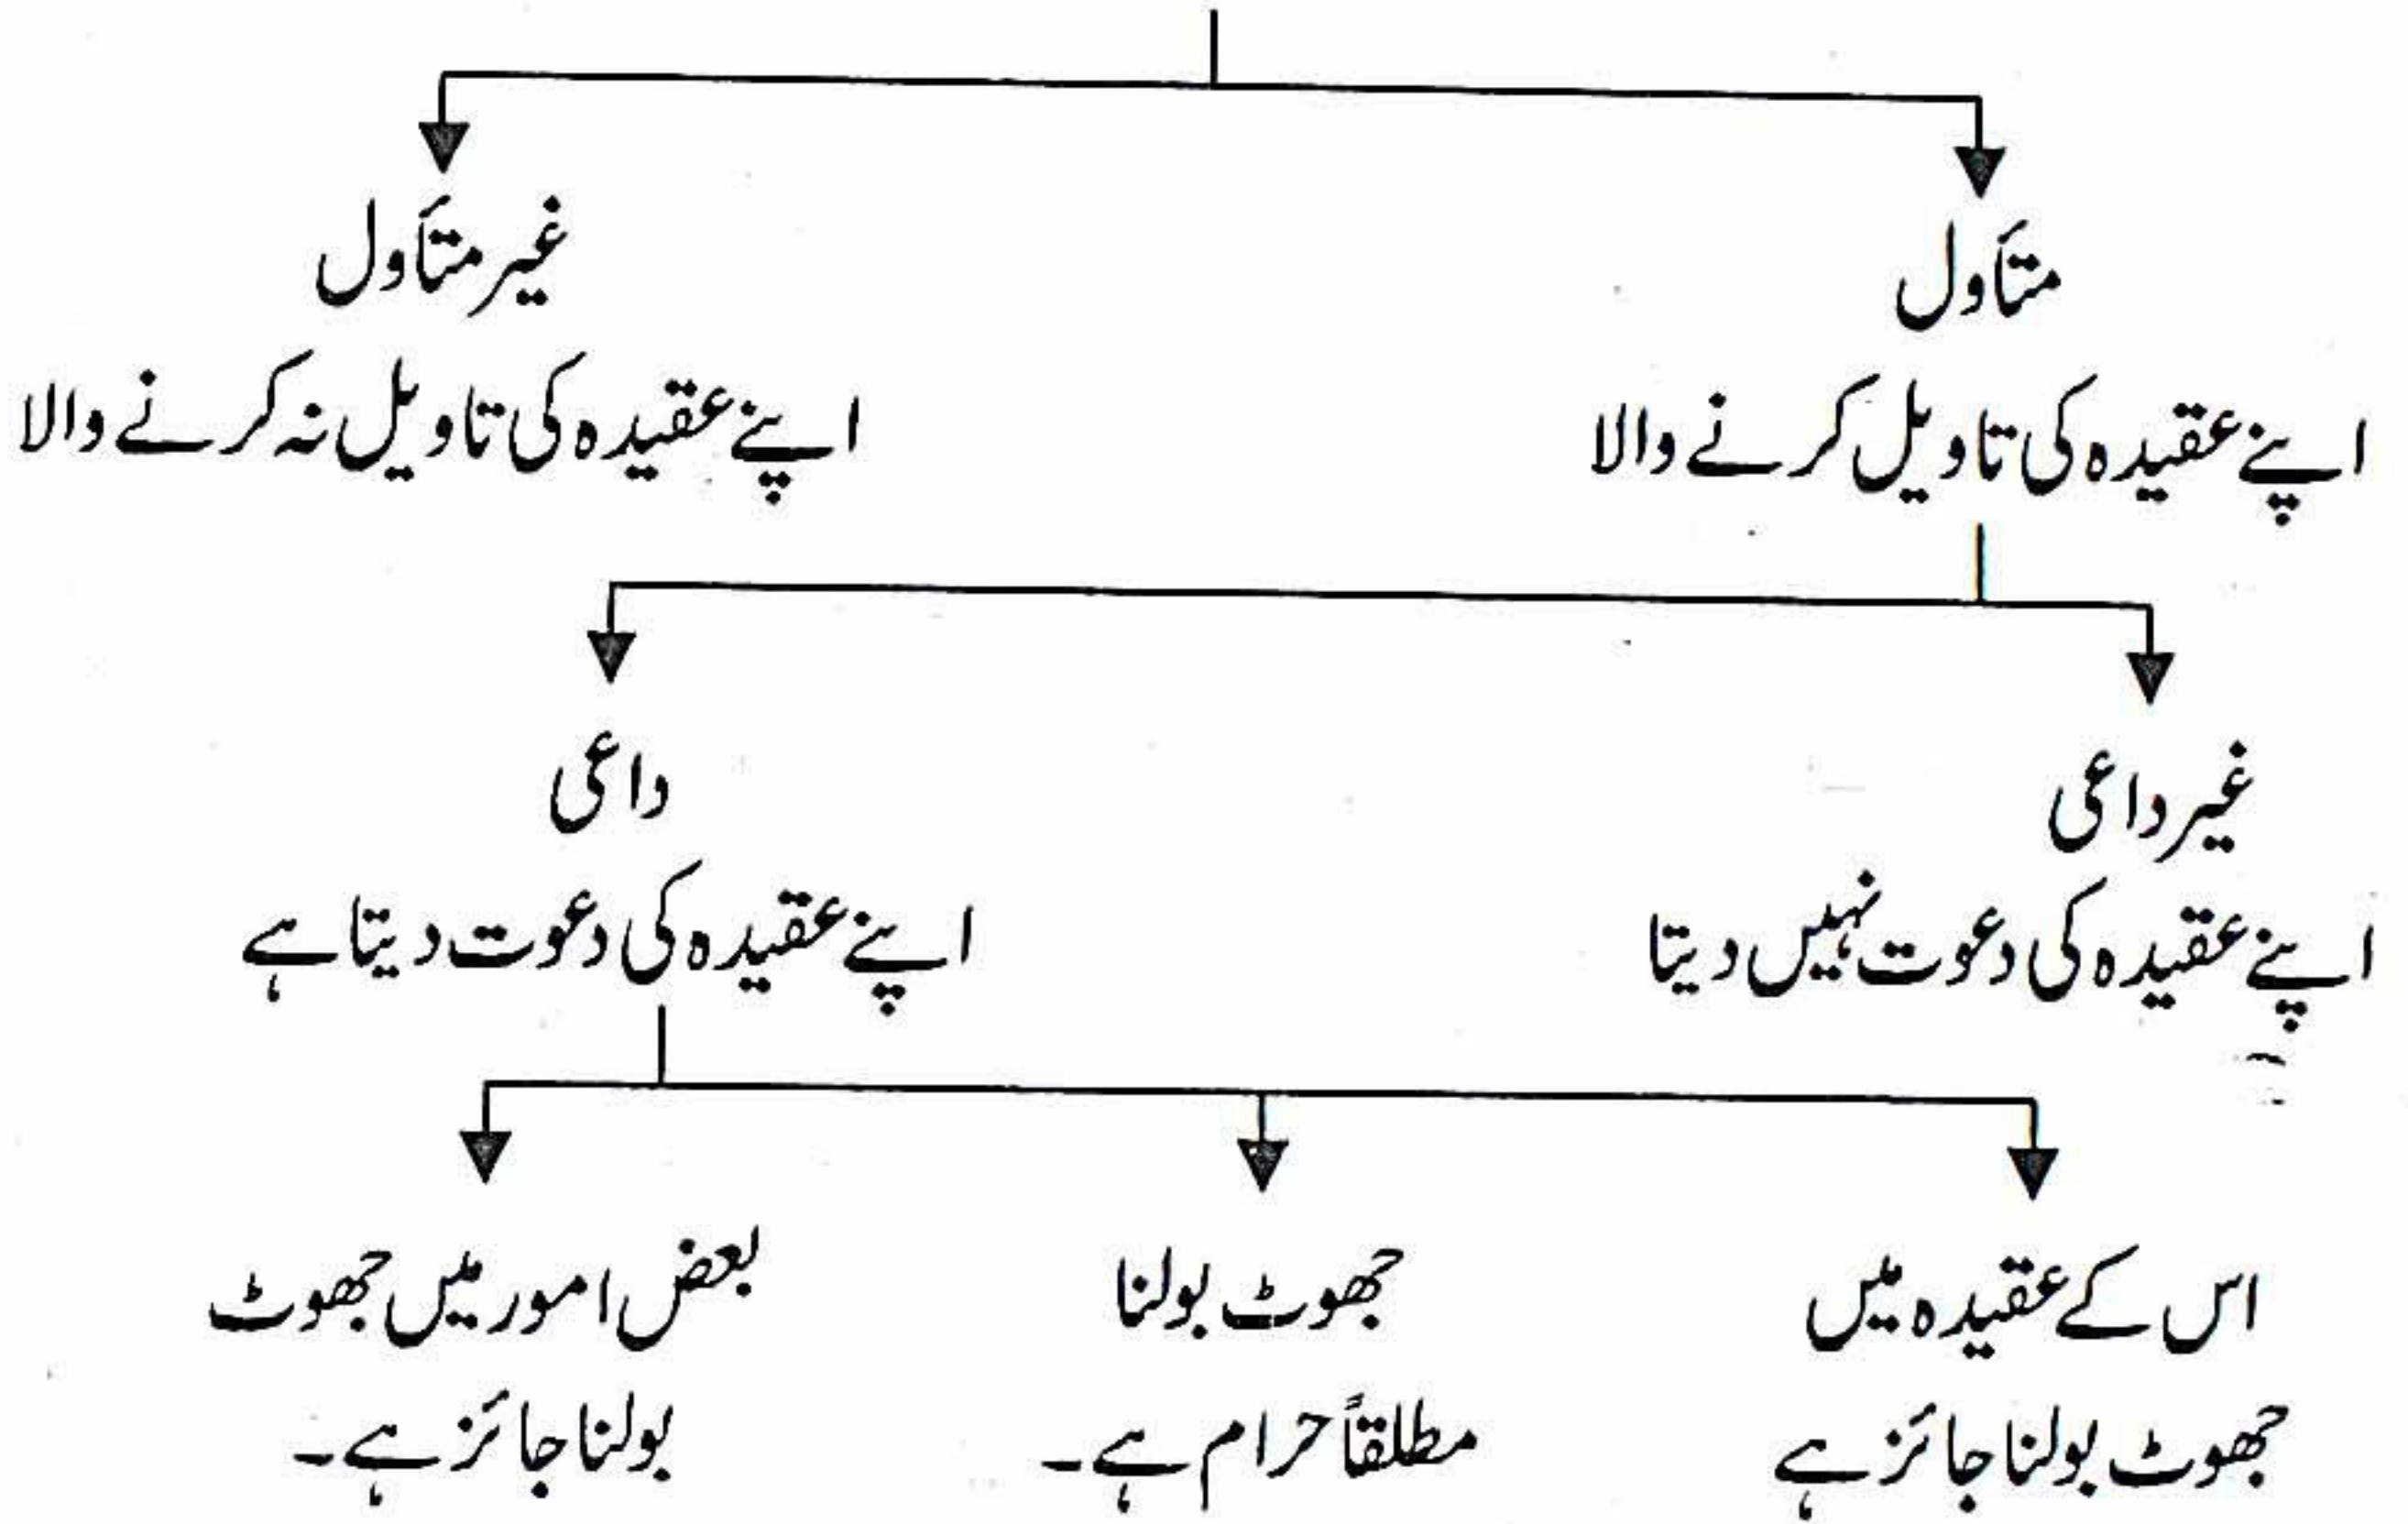 متأول
اپنے عقیدہ کی تاویل کرنے والا
غیر متأول
اپنے عقیدہ کی تاویل نہ کرنے والا
غیر داعی
اپنے عقیدہ کی دعوت نہیں دیتا
داعی
اپنے عقیدہ کی دعوت دیتا ہے
اس کے عقیدہ میں
جھوٹ بولنا جائز ہے
جھوٹ بولنا
مطلقاً حرام ہے۔
بعض امور میں جھوٹ
بولنا جائز ہے۔